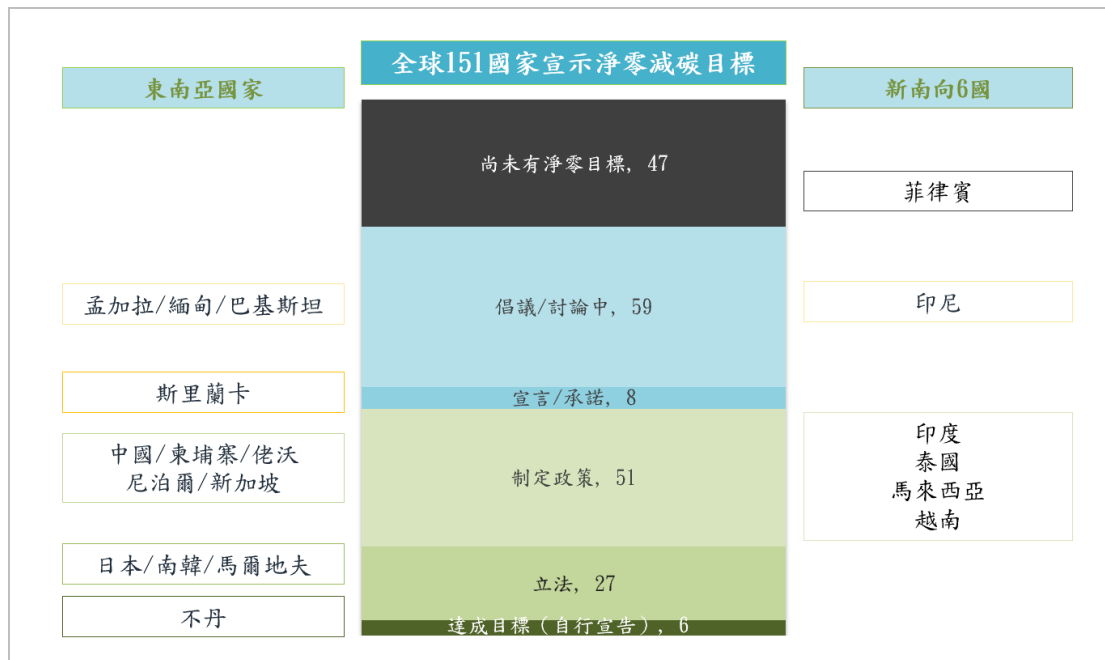 全球151國家宣示淨零減碳目標
東南亞國家
新南向6國
尚未有淨零目標, 47
菲律賓
孟加拉/緬甸/巴基斯坦
倡議/討論中, 59
印尼
斯里蘭卡
宣言/承諾, 8
中國/柬埔寨/佬沃
尼泊爾/新加坡
制定政策, 51
印度
泰國
馬來西亞
越南
日本/南韓/馬爾地夫
立法, 27
不丹
達成目標（自行宣告）, 6